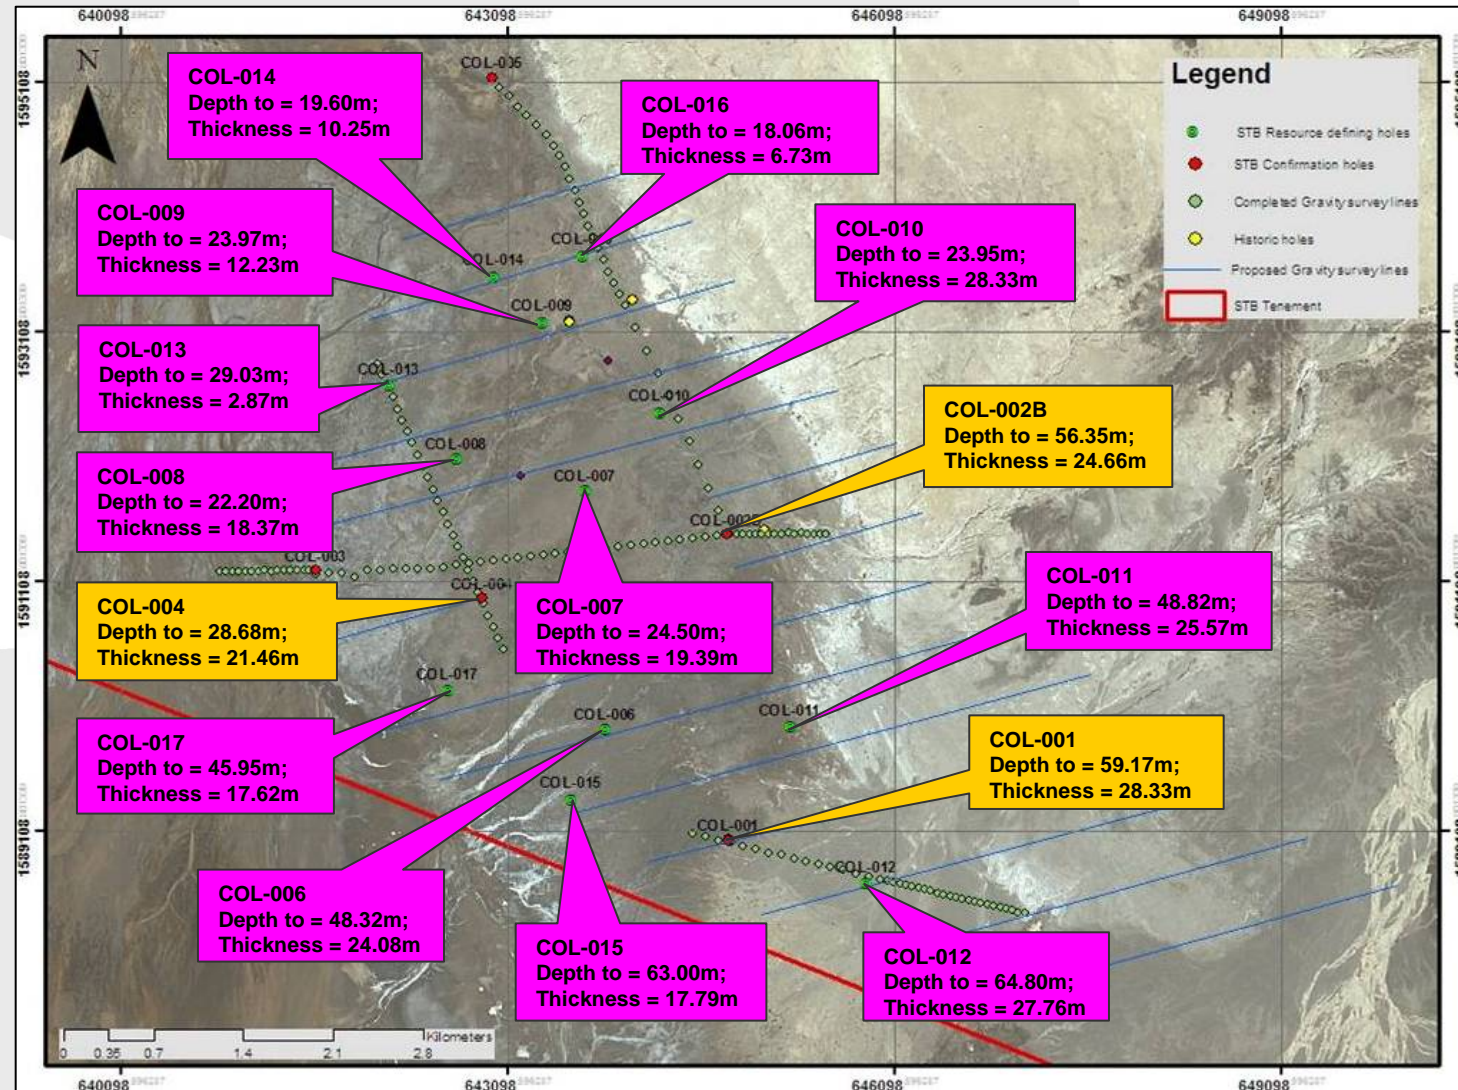 640098
643098
646098
649098
1595108
1593108
1591108
1589108
N
COL-014
Depth to = 19.60m;
Thickness = 10.25m
COL-005
COL-016
Depth to = 18.06m;
Thickness = 6.73m
Legend
STB Resource defining holes
STB Confirmation holes
Completed Gravity survey lines
Historic holes
Proposed Gravity survey lines
STB Tenement
COL-009
Depth to = 23.97m;
Thickness = 12.23m
COL-010
Depth to = 23.95m;
Thickness = 28.33m
COL-009
COL-013
Depth to = 29.03m;
Thickness = 2.87m
COL-013
COL-010
COL-002B
Depth to = 56.35m;
Thickness = 24.66m
COL-008
COL-008
Depth to = 22.20m;
Thickness = 18.37m
COL-007
COL-003
COL-004
Depth to = 28.68m;
Thickness = 21.46m
COL-007
Depth to = 24.50m;
Thickness = 19.39m
COL-011
Depth to = 48.82m;
Thickness = 25.57m
COL-017
COL-006
COL-011
COL-017
Depth to = 45.95m;
Thickness = 17.62m
COL-001
Depth to = 59.17m;
Thickness = 28.33m
COL-015
COL-001
COL-012
COL-006
Depth to = 48.32m;
Thickness = 24.08m
COL-015
Depth to = 63.00m;
Thickness = 17.79m
COL-012
Depth to = 64.80m;
Thickness = 27.76m
Kilometers
0 0.35 0.7 1.4 2.1 2.8
640098
643098
646098
649098